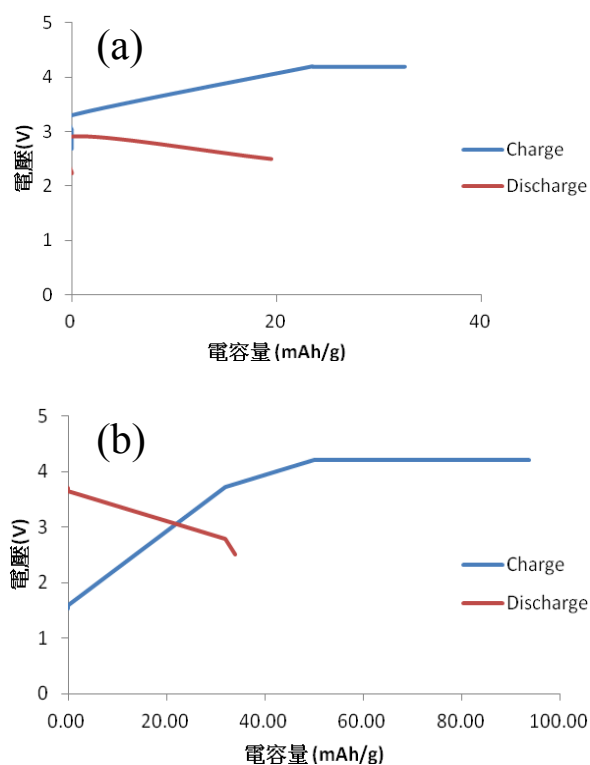 (a)
5
4
3
2
1
0
電壓(V)
Charge
Discharge
0
20
40
電容量 (mAh/g)
(b)
5
4
3
2
1
0
電壓(V)
Charge
Discharge
0.00
20.00
40.00
60.00
80.00
100.00
電容量 (mAh/g)